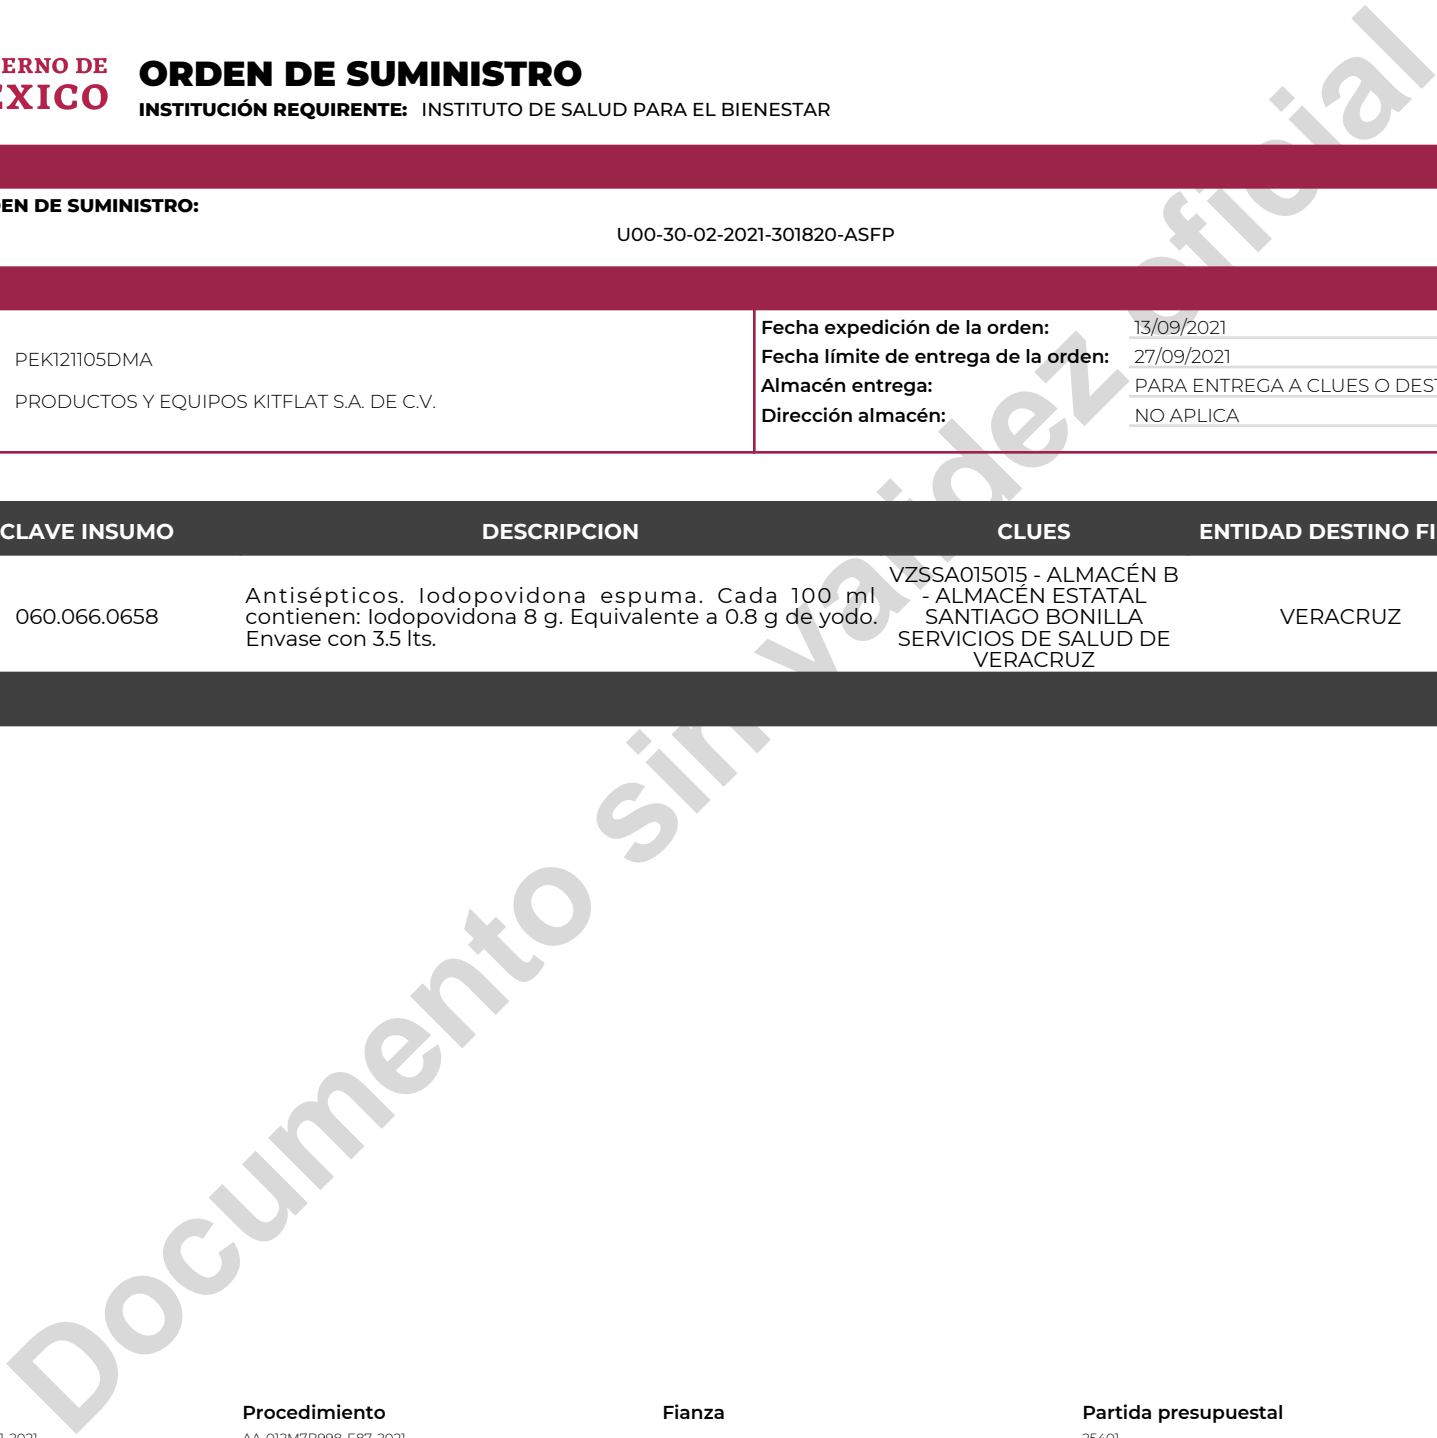 ERNO DE
ÉXICO
ORDEN DE SUMINISTRO
INSTITUCIÓN REQUIRENTE: INSTITUTO DE SALUD PARA EL BIENESTAR
EN DE SUMINISTRO:
U00-30-02-2021-301820-ASFP
PEK121105DMA
PRODUCTOS Y EQUIPOS KITFLAT S.A. DE C.V.
Fecha expedición de la orden: 13/09/2021
Fecha límite de entrega de la orden: 27/09/2021
Almacén entrega: PARA ENTREGA A CLUES O DEST
Dirección almacén: NO APLICA
CLAVE INSUMO DESCRIPCION CLUES ENTIDAD DESTINO FI
060.066.0658
Antisépticos. Iodopovidona espuma. Cada 100 ml
contienen: Iodopovidona 8 g. Equivalente a 0.8 g de yodo.
Envase con 3.5 lts.
VZSSA015015 - ALMACÉN B
- ALMACÉN ESTATAL
SANTIAGO BONILLA
SERVICIOS DE SALUD DE
VERACRUZ
VERACRUZ
Documento sin validez oficial
Procedimiento Fianza Partida presupuestal